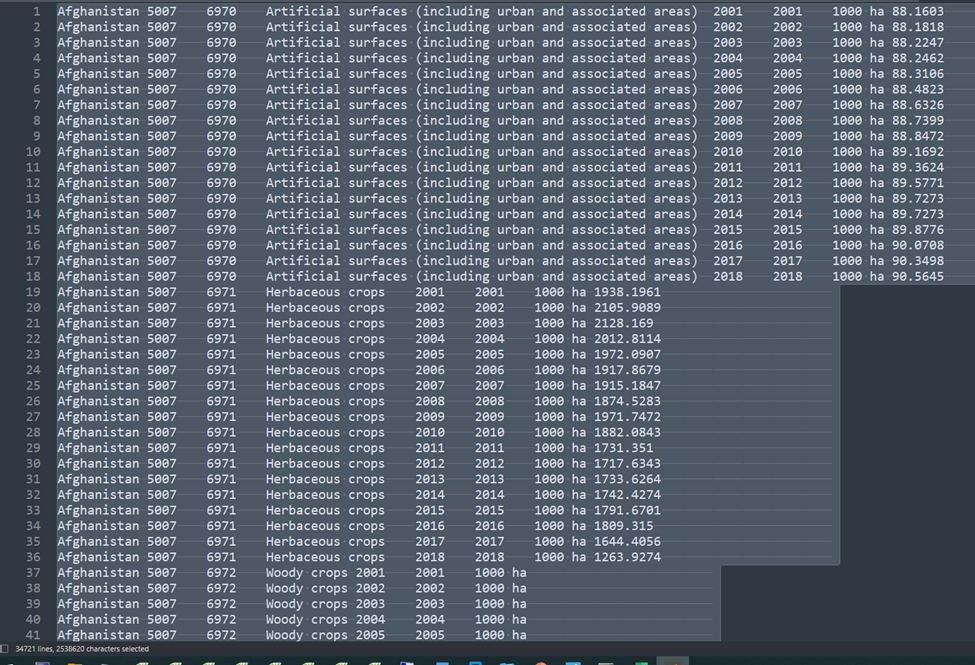 1 Afghanistan 5007 6970 Artificial surfaces (including urban and associated areas) 2001 2001 1000 ha 88.1603
2 Afghanistan 5007 6970 Artificial surfaces (including urban and associated areas) 2002 2002 1000 ha 88.1818
3 Afghanistan 5007 6970 Artificial surfaces (including urban and associated areas) 2003 2003 1000 ha 88.2247
4 Afghanistan 5007 6970 Artificial surfaces (including urban and associated areas) 2004 2004 1000 ha 88.2462
5 Afghanistan 5007 6970 Artificial surfaces (including urban and associated areas) 2005 2005 1000 ha 88.3106
6 Afghanistan 5007 6970 Artificial surfaces (including urban and associated areas) 2006 2006 1000 ha 88.4823
7 Afghanistan 5007 6970 Artificial surfaces (including urban and associated areas) 2007 2007 1000 ha 88.6326
8 Afghanistan 5007 6970 Artificial surfaces (including urban and associated areas) 2008 2008 1000 ha 88.7399
9 Afghanistan 5007 6970 Artificial surfaces (including urban and associated areas) 2009 2009 1000 ha 88.8472
10 Afghanistan 5007 6970 Artificial surfaces (including urban and associated areas) 2010 2010 1000 ha 89.1692
11 Afghanistan 5007 6970 Artificial surfaces (including urban and associated areas) 2011 2011 1000 ha 89.3624
12 Afghanistan 5007 6970 Artificial surfaces (including urban and associated areas) 2012 2012 1000 ha 89.5771
13 Afghanistan 5007 6970 Artificial surfaces (including urban and associated areas) 2013 2013 1000 ha 89.7273
14 Afghanistan 5007 6970 Artificial surfaces (including urban and associated areas) 2014 2014 1000 ha 89.7273
15 Afghanistan 5007 6970 Artificial surfaces (including urban and associated areas) 2015 2015 1000 ha 89.8776
16 Afghanistan 5007 6970 Artificial surfaces (including urban and associated areas) 2016 2016 1000 ha 90.0708
17 Afghanistan 5007 6970 Artificial surfaces (including urban and associated areas) 2017 2017 1000 ha 90.3498
18 Afghanistan 5007 6970 Artificial surfaces (including urban and associated areas) 2018 2018 1000 ha 90.5645
19 Afghanistan 5007 6971 Herbaceous crops 2001 2001 1000 ha 1938.1961
20 Afghanistan 5007 6971 Herbaceous crops 2002 2002 1000 ha 2105.9089
21 Afghanistan 5007 6971 Herbaceous crops 2003 2003 1000 ha 2128.169
22 Afghanistan 5007 6971 Herbaceous crops 2004 2004 1000 ha 2012.8114
23 Afghanistan 5007 6971 Herbaceous crops 2005 2005 1000 ha 1972.0907
24 Afghanistan 5007 6971 Herbaceous crops 2006 2006 1000 ha 1917.8679
25 Afghanistan 5007 6971 Herbaceous crops 2007 2007 1000 ha 1915.1847
26 Afghanistan 5007 6971 Herbaceous crops 2008 2008 1000 ha 1874.5283
27 Afghanistan 5007 6971 Herbaceous crops 2009 2009 1000 ha 1971.7472
28 Afghanistan 5007 6971 Herbaceous crops 2010 2010 1000 ha 1882.0843
29 Afghanistan 5007 6971 Herbaceous crops 2011 2011 1000 ha 1731.351
30 Afghanistan 5007 6971 Herbaceous crops 2012 2012 1000 ha 1717.6343
31 Afghanistan 5007 6971 Herbaceous crops 2013 2013 1000 ha 1733.6264
32 Afghanistan 5007 6971 Herbaceous crops 2014 2014 1000 ha 1742.4274
33 Afghanistan 5007 6971 Herbaceous crops 2015 2015 1000 ha 1791.6701
34 Afghanistan 5007 6971 Herbaceous crops 2016 2016 1000 ha 1809.315
35 Afghanistan 5007 6971 Herbaceous crops 2017 2017 1000 ha 1644.4056
36 Afghanistan 5007 6971 Herbaceous crops 2018 2018 1000 ha 1263.9274
37 Afghanistan 5007 6972 Woody crops 2001 2001 1000 ha
38 Afghanistan 5007 6972 Woody crops 2002 2002 1000 ha
39 Afghanistan 5007 6972 Woody crops 2003 2003 1000 ha
40 Afghanistan 5007 6972 Woody crops 2004 2004 1000 ha
41 Afghanistan 5007 6972 Woody crops 2005 2005 1000 ha
34721 lines, 2538620 characters selected